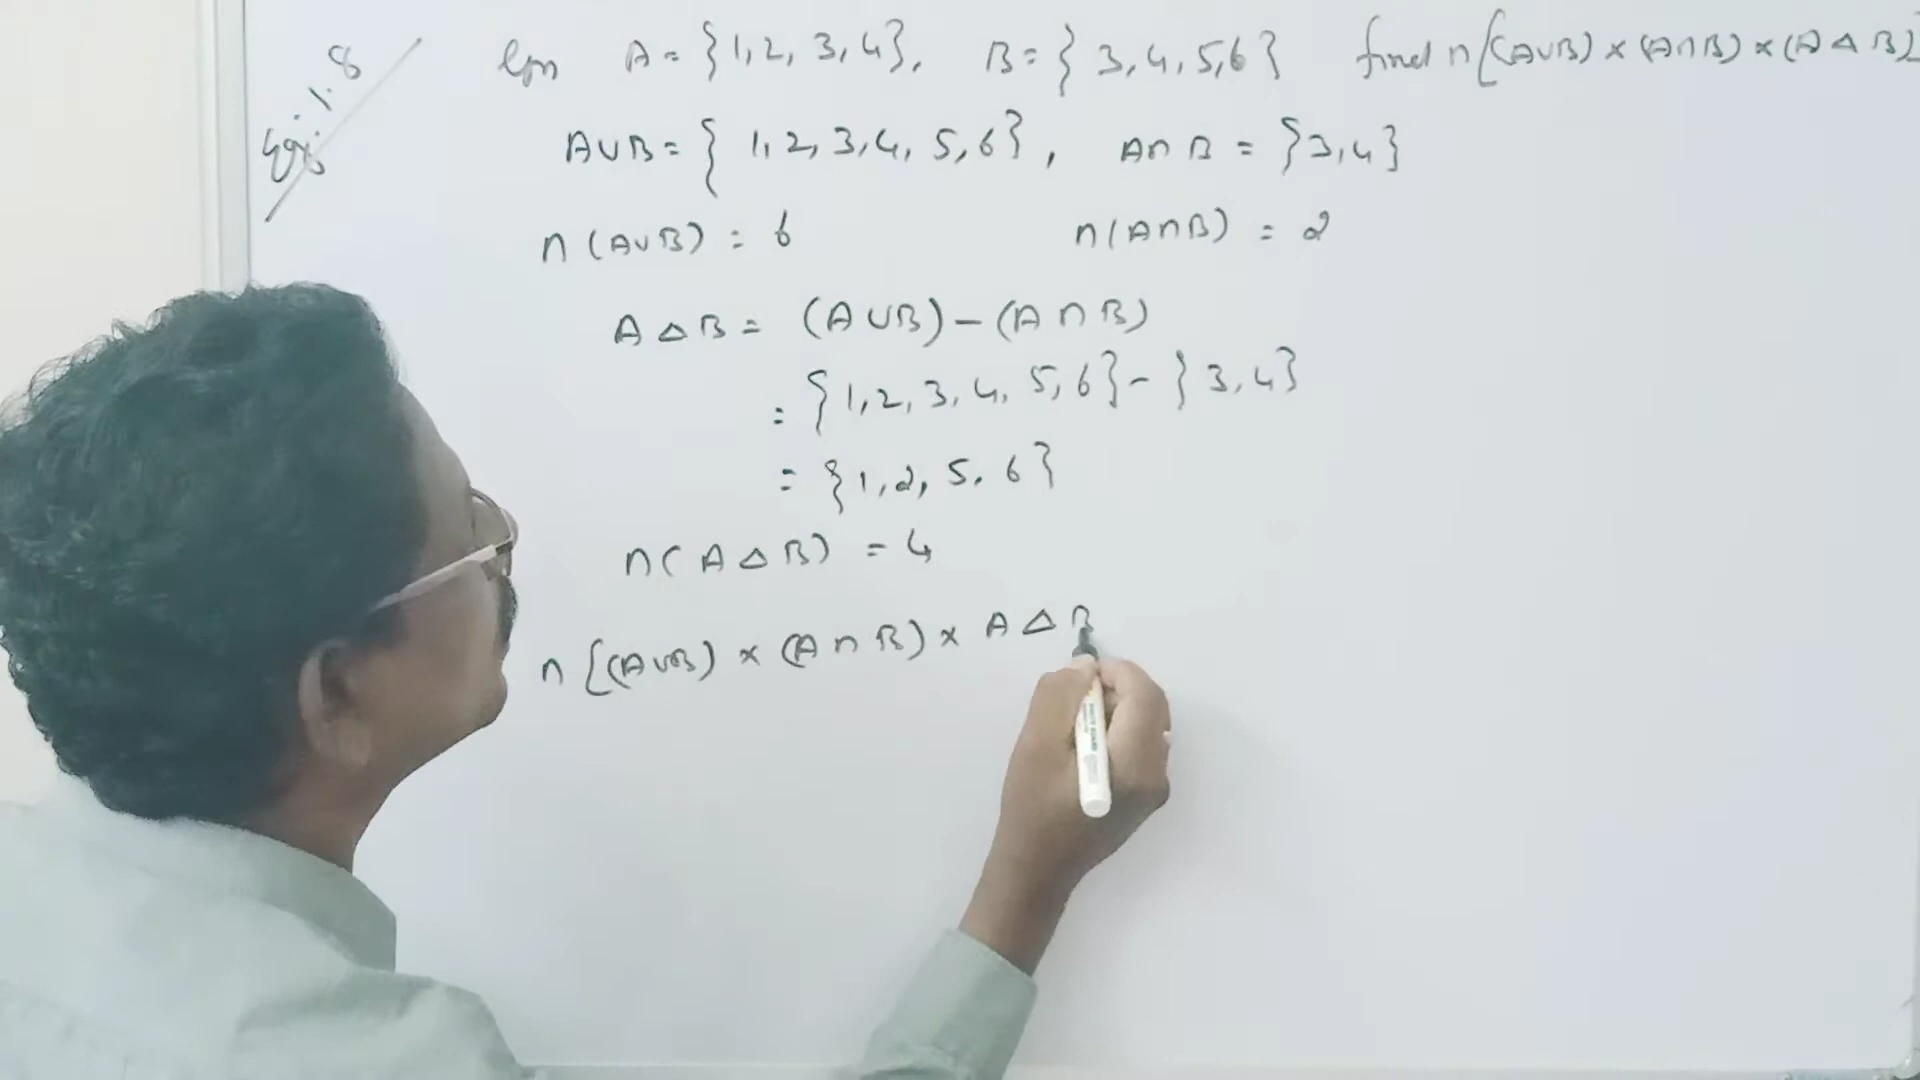 Eg: 1.8
A = {1, 2, 3, 4}, B = {3, 4, 5, 6} find n[(A∪B) × (A∩B) × (A △ B)]
A∪B = {1, 2, 3, 4, 5, 6}, A∩B = {3, 4}
n(A∪B) = 6 n(A∩B) = 2
A △ B = (A∪B) – (A∩B)
= {1, 2, 3, 4, 5, 6} – {3, 4}
= {1, 2, 5, 6}
n(A △ B) = 4
n[(A∪B) × (A∩B) × A △ B